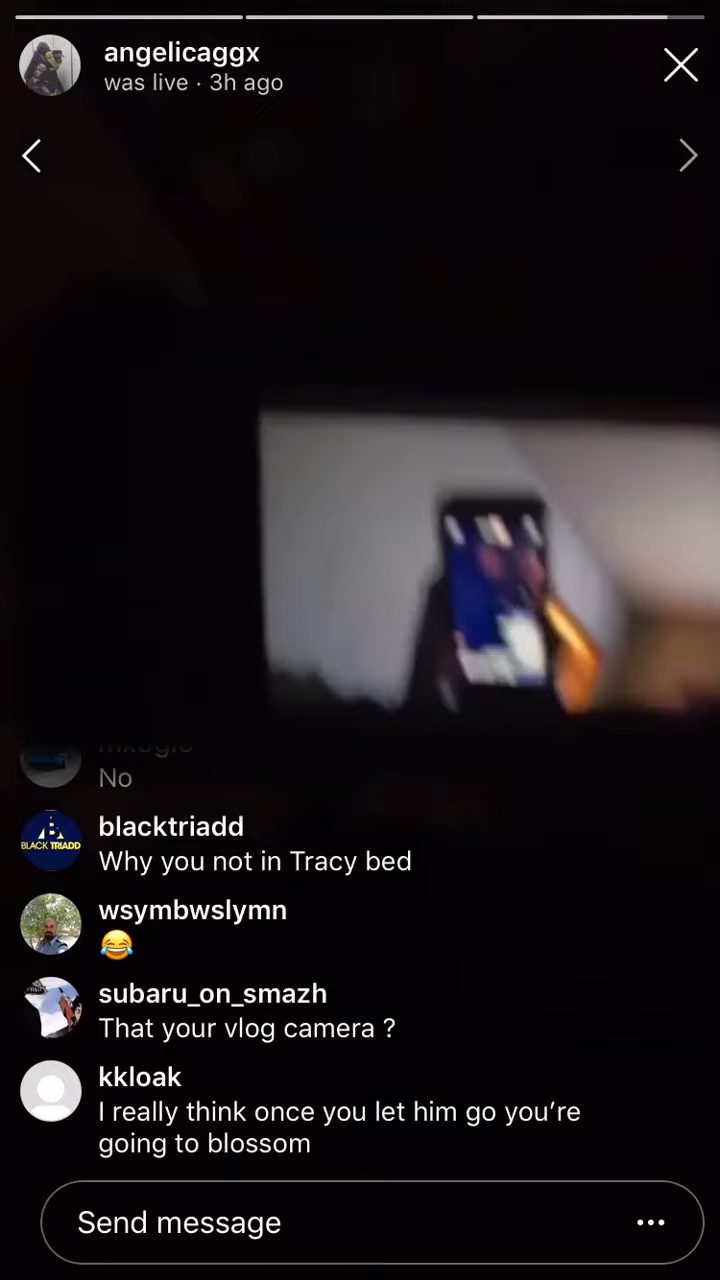 angelicaggx
was live · 3h ago
No
blacktriadd
BLACK TRIADD
Why you not in Tracy bed
wsymbwslymn
😂
subaru_on_smazh
That your vlog camera ?
kkloak
I really think once you let him go you’re
going to blossom
Send message